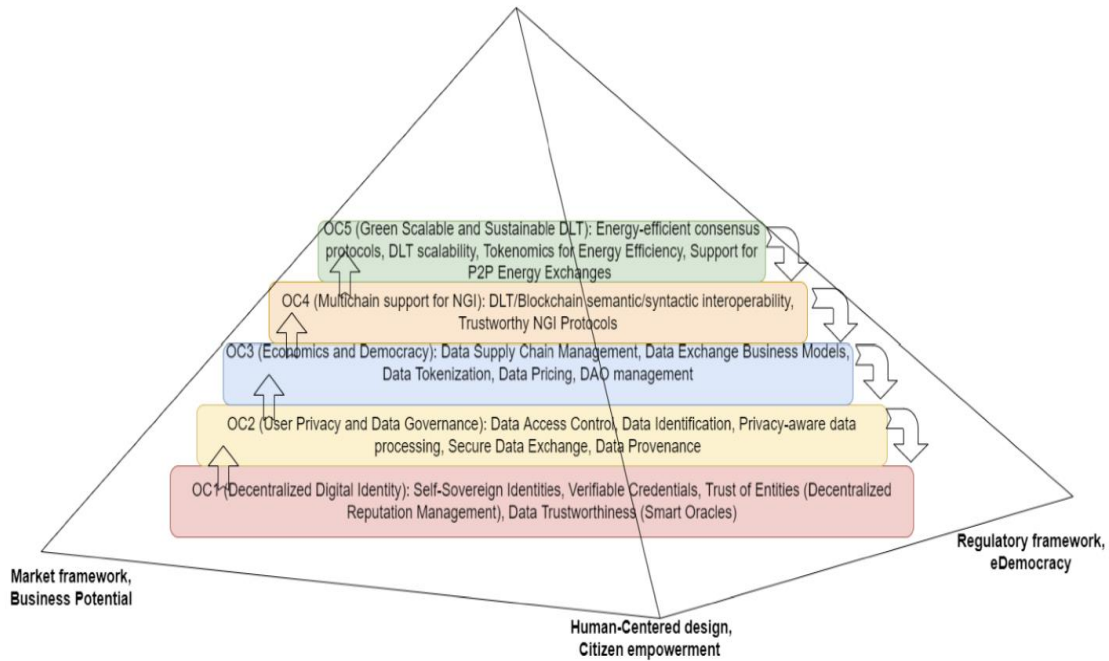 OC5 (Green Scalable and Sustainable DLT): Energy-efficient consensus
protocols, DLT scalability, Tokenomics for Energy Efficiency, Support for
P2P Energy Exchanges
OC4 (Multichain support for NGI): DLT/Blockchain semantic/syntactic interoperability,
Trustworthy NGI Protocols
OC3 (Economics and Democracy): Data Supply Chain Management, Data Exchange Business Models,
Data Tokenization, Data Pricing, DAO management
OC2 (User Privacy and Data Governance): Data Access Control, Data Identification, Privacy-aware data
processing, Secure Data Exchange, Data Provenance
OC1 (Decentralized Digital Identity): Self-Sovereign Identities, Verifiable Credentials, Trust of Entities (Decentralized
Reputation Management), Data Trustworthiness (Smart Oracles)
Market framework,
Business Potential
Human-Centered design,
Citizen empowerment
Regulatory framework,
eDemocracy